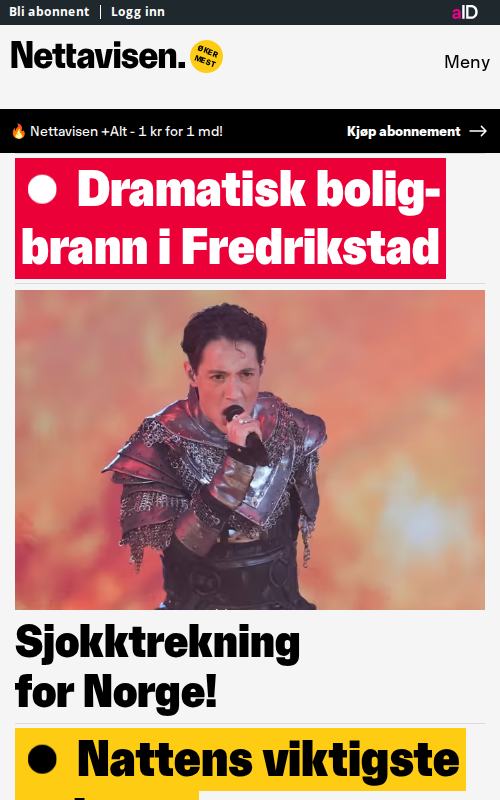 Bli abonnent | Logg inn
aID
Nettavisen.
ØKER
MEST
Meny
🔥 Nettavisen +Alt - 1 kr for 1 md!
Kjøp abonnement →
Dramatisk bolig-
brann i Fredrikstad
Sjokktrekning
for Norge!
Nattens viktigste